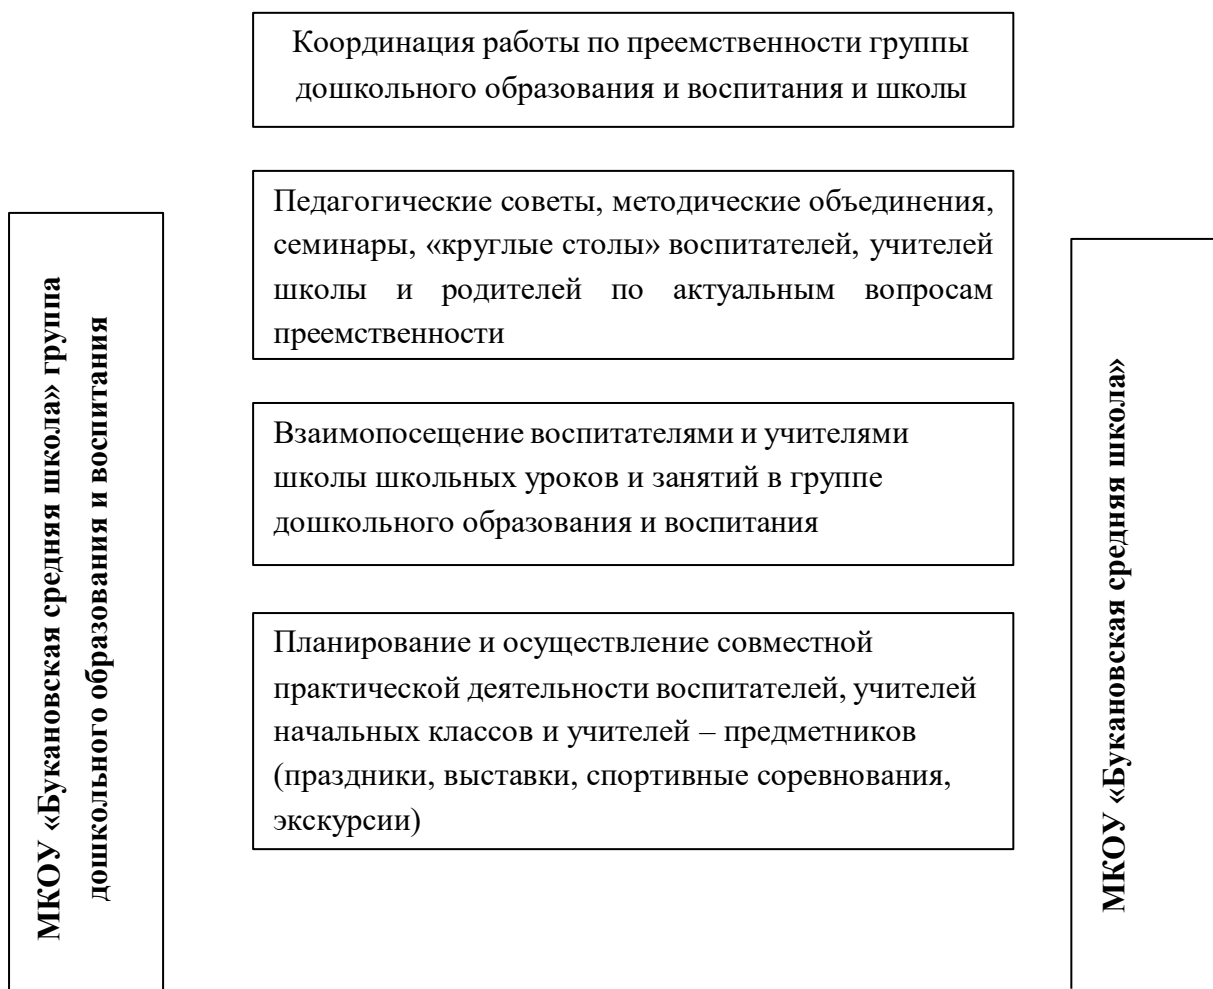 Координация работы по преемственности группы
дошкольного образования и воспитания и школы
Педагогические советы, методические объединения,
семинары, «круглые столы» воспитателей, учителей
школы и родителей по актуальным вопросам
преемственности
МКОУ «Букановская средняя школа» группа
дошкольного образования и воспитания
Взаимопосещение воспитателями и учителями
школы школьных уроков и занятий в группе
дошкольного образования и воспитания
Планирование и осуществление совместной
практической деятельности воспитателей, учителей
начальных классов и учителей – предметников
(праздники, выставки, спортивные соревнования,
экскурсии)
МКОУ «Букановская средняя школа»